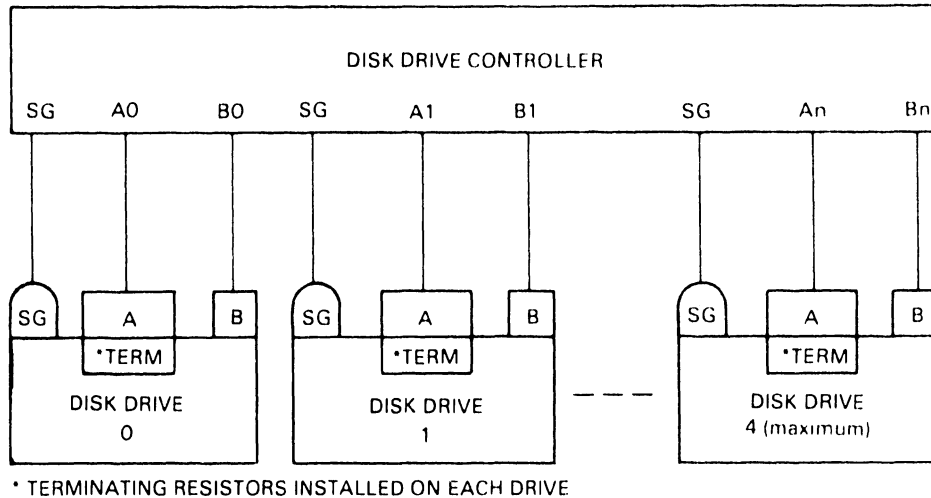 DISK DRIVE CONTROLLER
SG A0 B0 SG A1 B1 SG An Bn
SG A B SG A B SG A B
*TERM *TERM *TERM
DISK DRIVE DISK DRIVE DISK DRIVE
0 1 4 (maximum)
* TERMINATING RESISTORS INSTALLED ON EACH DRIVE